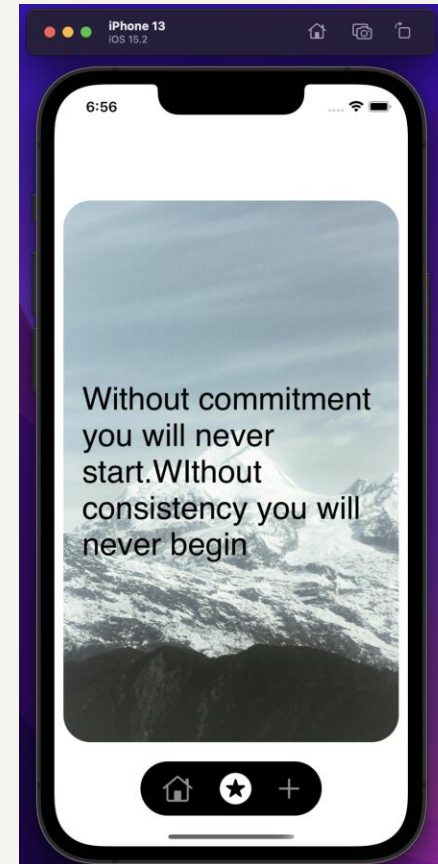 iPhone 13
iOS 15.2
6:56
Without commitment
you will never
start.WIthout
consistency you will
never begin